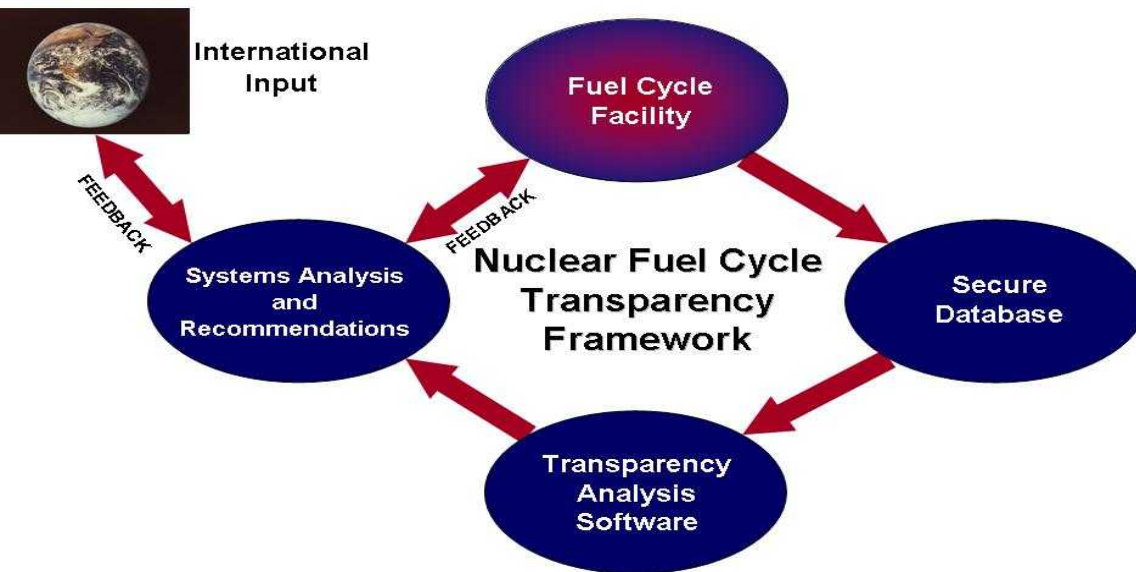 International
Input
Fuel Cycle
Facility
FEEDBACK
FEEDBACK
Systems Analysis
and
Recommendations
Nuclear Fuel Cycle
Transparency
Framework
Secure
Database
Transparency
Analysis
Software